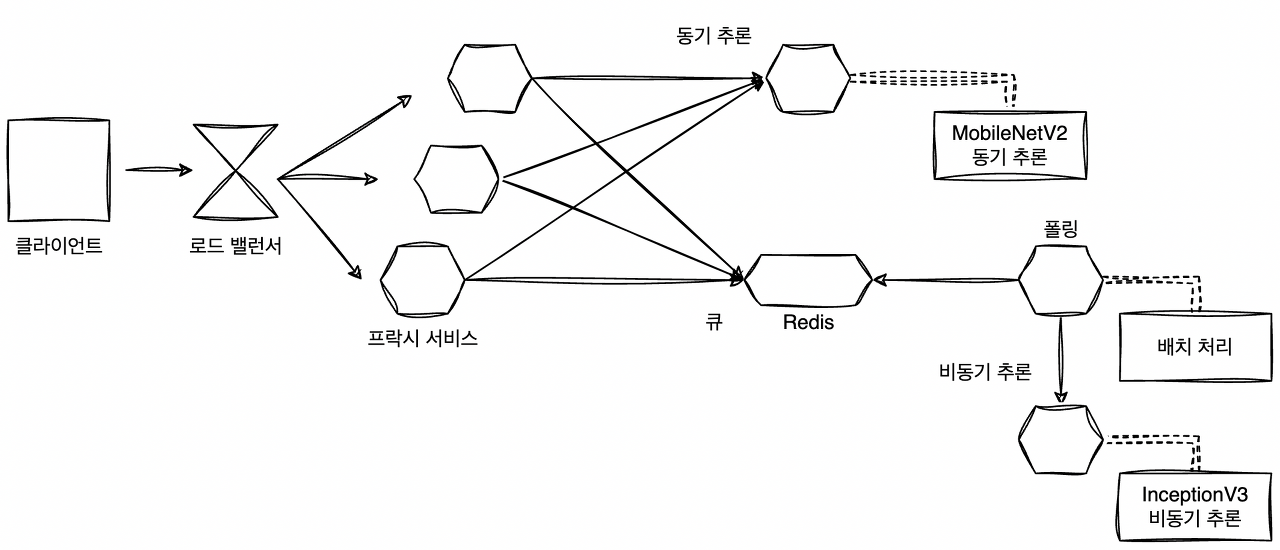 동기 추론
MobileNetV2
동기 추론
클라이언트
로드 밸런서
프락시 서비스
큐
Redis
폴링
배치 처리
비동기 추론
InceptionV3
비동기 추론